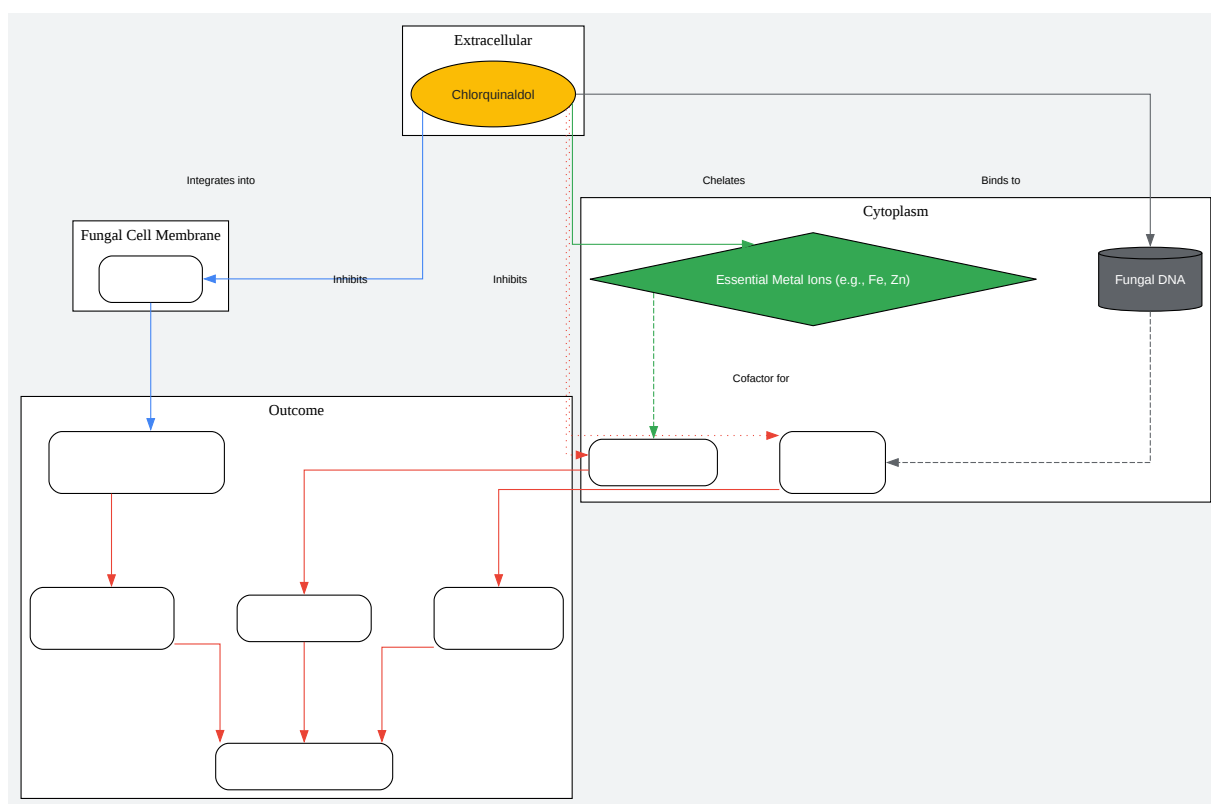 Extracellular
Chlorquinaldol
Integrates into
Chelates
Binds to
Cytoplasm
Fungal Cell Membrane
Inhibits
Inhibits
Essential Metal Ions (e.g., Fe, Zn)
Fungal DNA
Cofactor for
Outcome